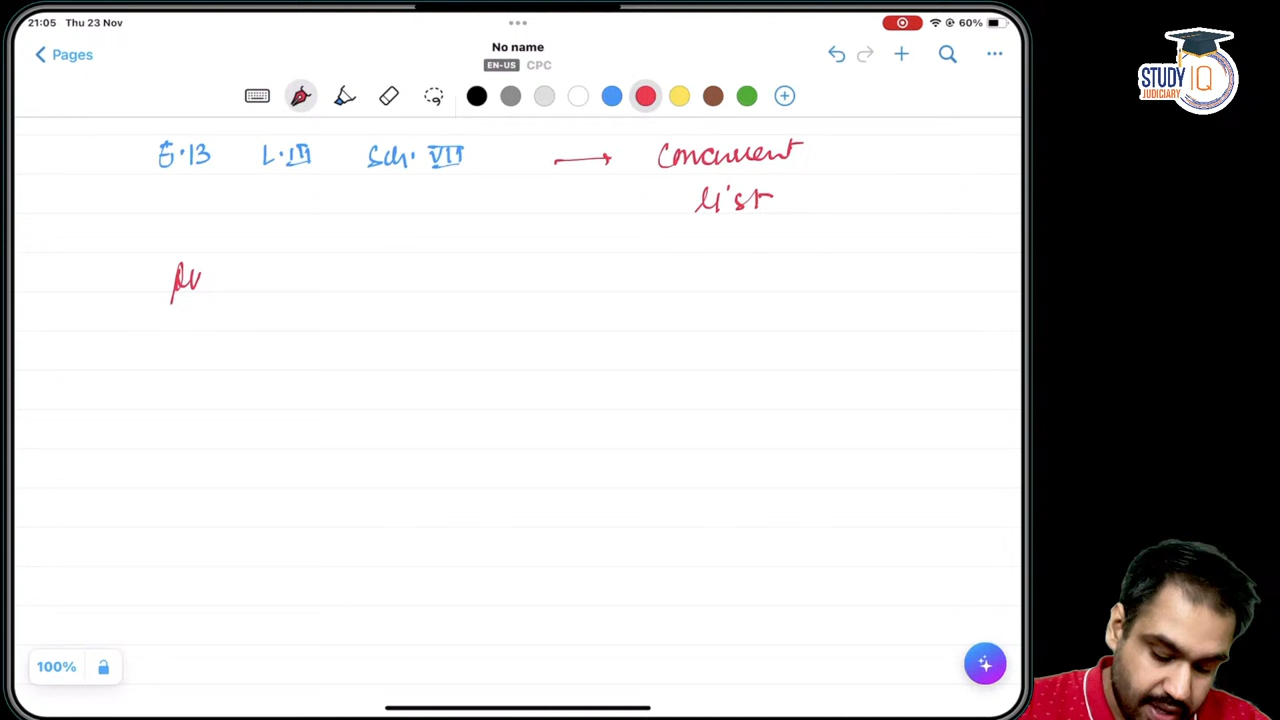 21:05 Thu 23 Nov 60%
Pages
No name
EN-US CPC
E.13 L.III Sch. VII → Concurrent
list
100%
STUDY IQ
JUDICIARY